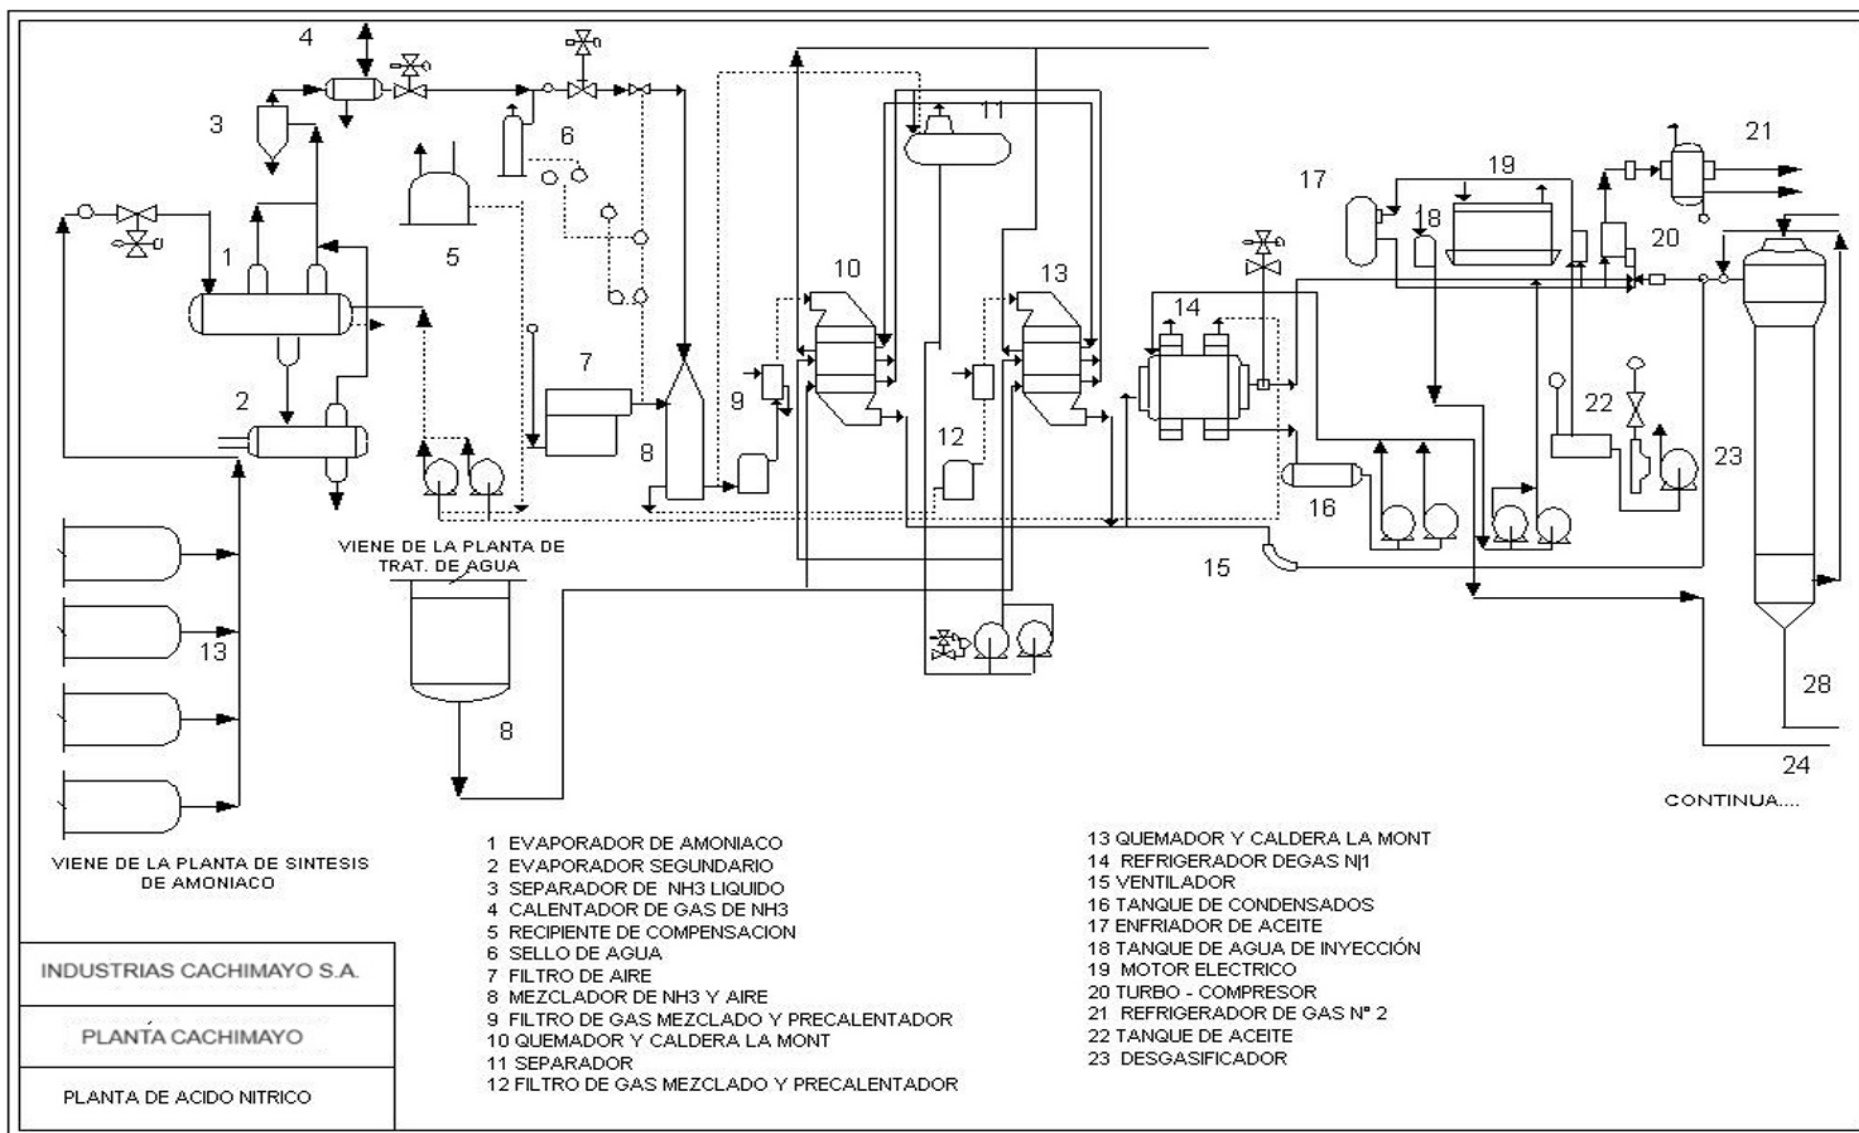 4
3
6
11
21
19
17
18
20
1
5
10
13
14
7
2
9
8
12
22
23
16
15
VIENE DE LA PLANTA DE
TRAT. DE AGUA
13
8
28
24
CONTINUA....
VIENE DE LA PLANTA DE SINTESIS
DE AMONIACO
1 EVAPORADOR DE AMONIACO
2 EVAPORADOR SEGUNDARIO
3 SEPARADOR DE NH3 LIQUIDO
4 CALENTADOR DE GAS DE NH3
5 RECIPIENTE DE COMPENSACION
6 SELLO DE AGUA
7 FILTRO DE AIRE
8 MEZCLADOR DE NH3 Y AIRE
9 FILTRO DE GAS MEZCLADO Y PRECALENTADOR
10 QUEMADOR Y CALDERA LA MONT
11 SEPARADOR
12 FILTRO DE GAS MEZCLADO Y PRECALENTADOR
13 QUEMADOR Y CALDERA LA MONT
14 REFRIGERADOR DEGAS N|1
15 VENTILADOR
16 TANQUE DE CONDENSADOS
17 ENFRIADOR DE ACEITE
18 TANQUE DE AGUA DE INYECCIÓN
19 MOTOR ELECTRICO
20 TURBO - COMPRESOR
21 REFRIGERADOR DE GAS N° 2
22 TANQUE DE ACEITE
23 DESGASIFICADOR
INDUSTRIAS CACHIMAYO S.A.
PLANTA CACHIMAYO
PLANTA DE ACIDO NITRICO